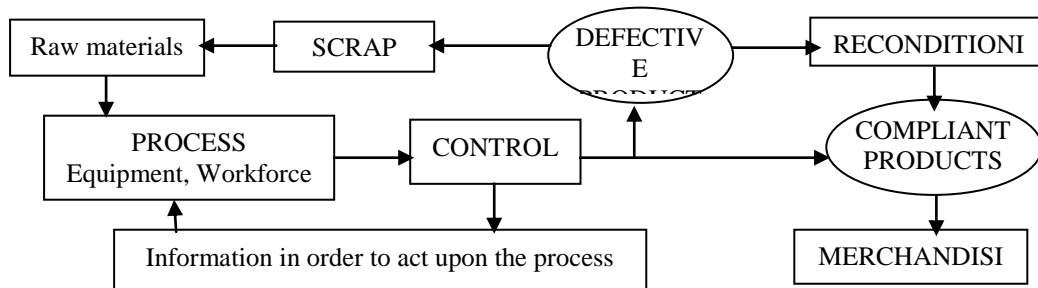 Raw materials
SCRAP
DEFECTIV
E
PRODUCT
RECONDITIONI
PROCESS
Equipment, Workforce
CONTROL
COMPLIANT
PRODUCTS
Information in order to act upon the process
MERCHANDISI